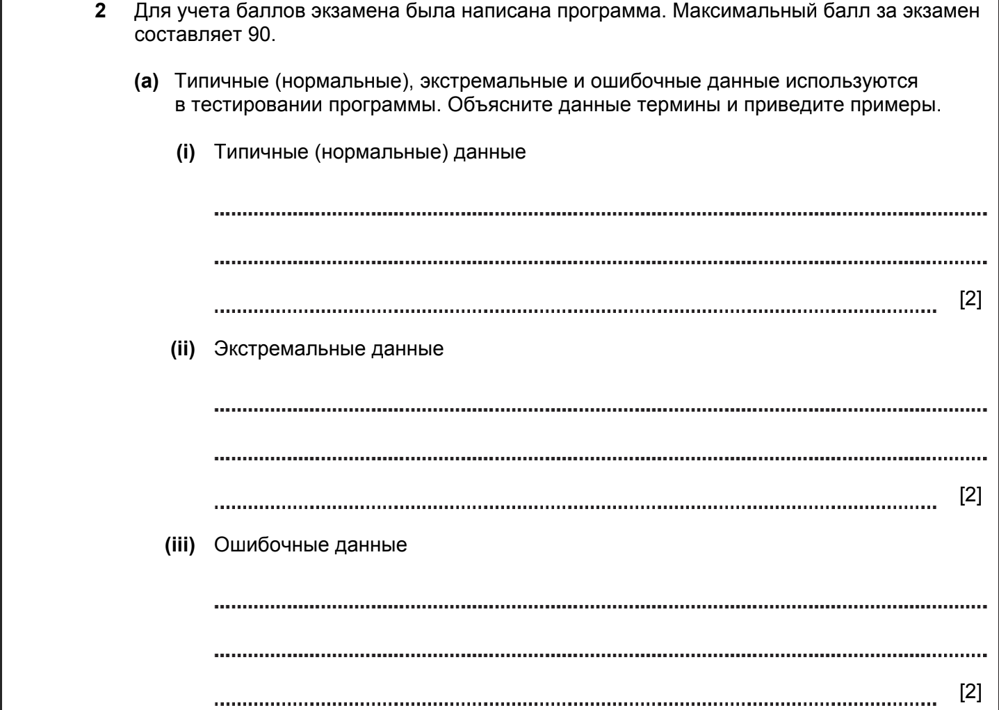 2 Для учета баллов экзамена была написана программа. Максимальный балл за экзамен
составляет 90.
(a) Типичные (нормальные), экстремальные и ошибочные данные используются
в тестировании программы. Объясните данные термины и приведите примеры.
(i) Типичные (нормальные) данные
[2]
(ii) Экстремальные данные
[2]
(iii) Ошибочные данные
[2]